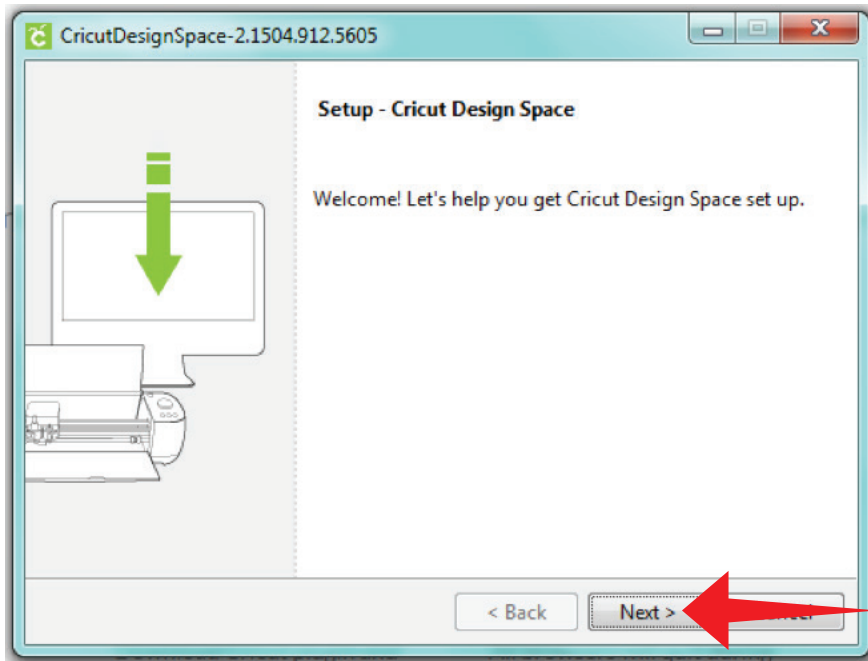 CricutDesignSpace-2.1504.912.5605
Setup - Cricut Design Space
Welcome! Let's help you get Cricut Design Space set up.
< Back
Next >